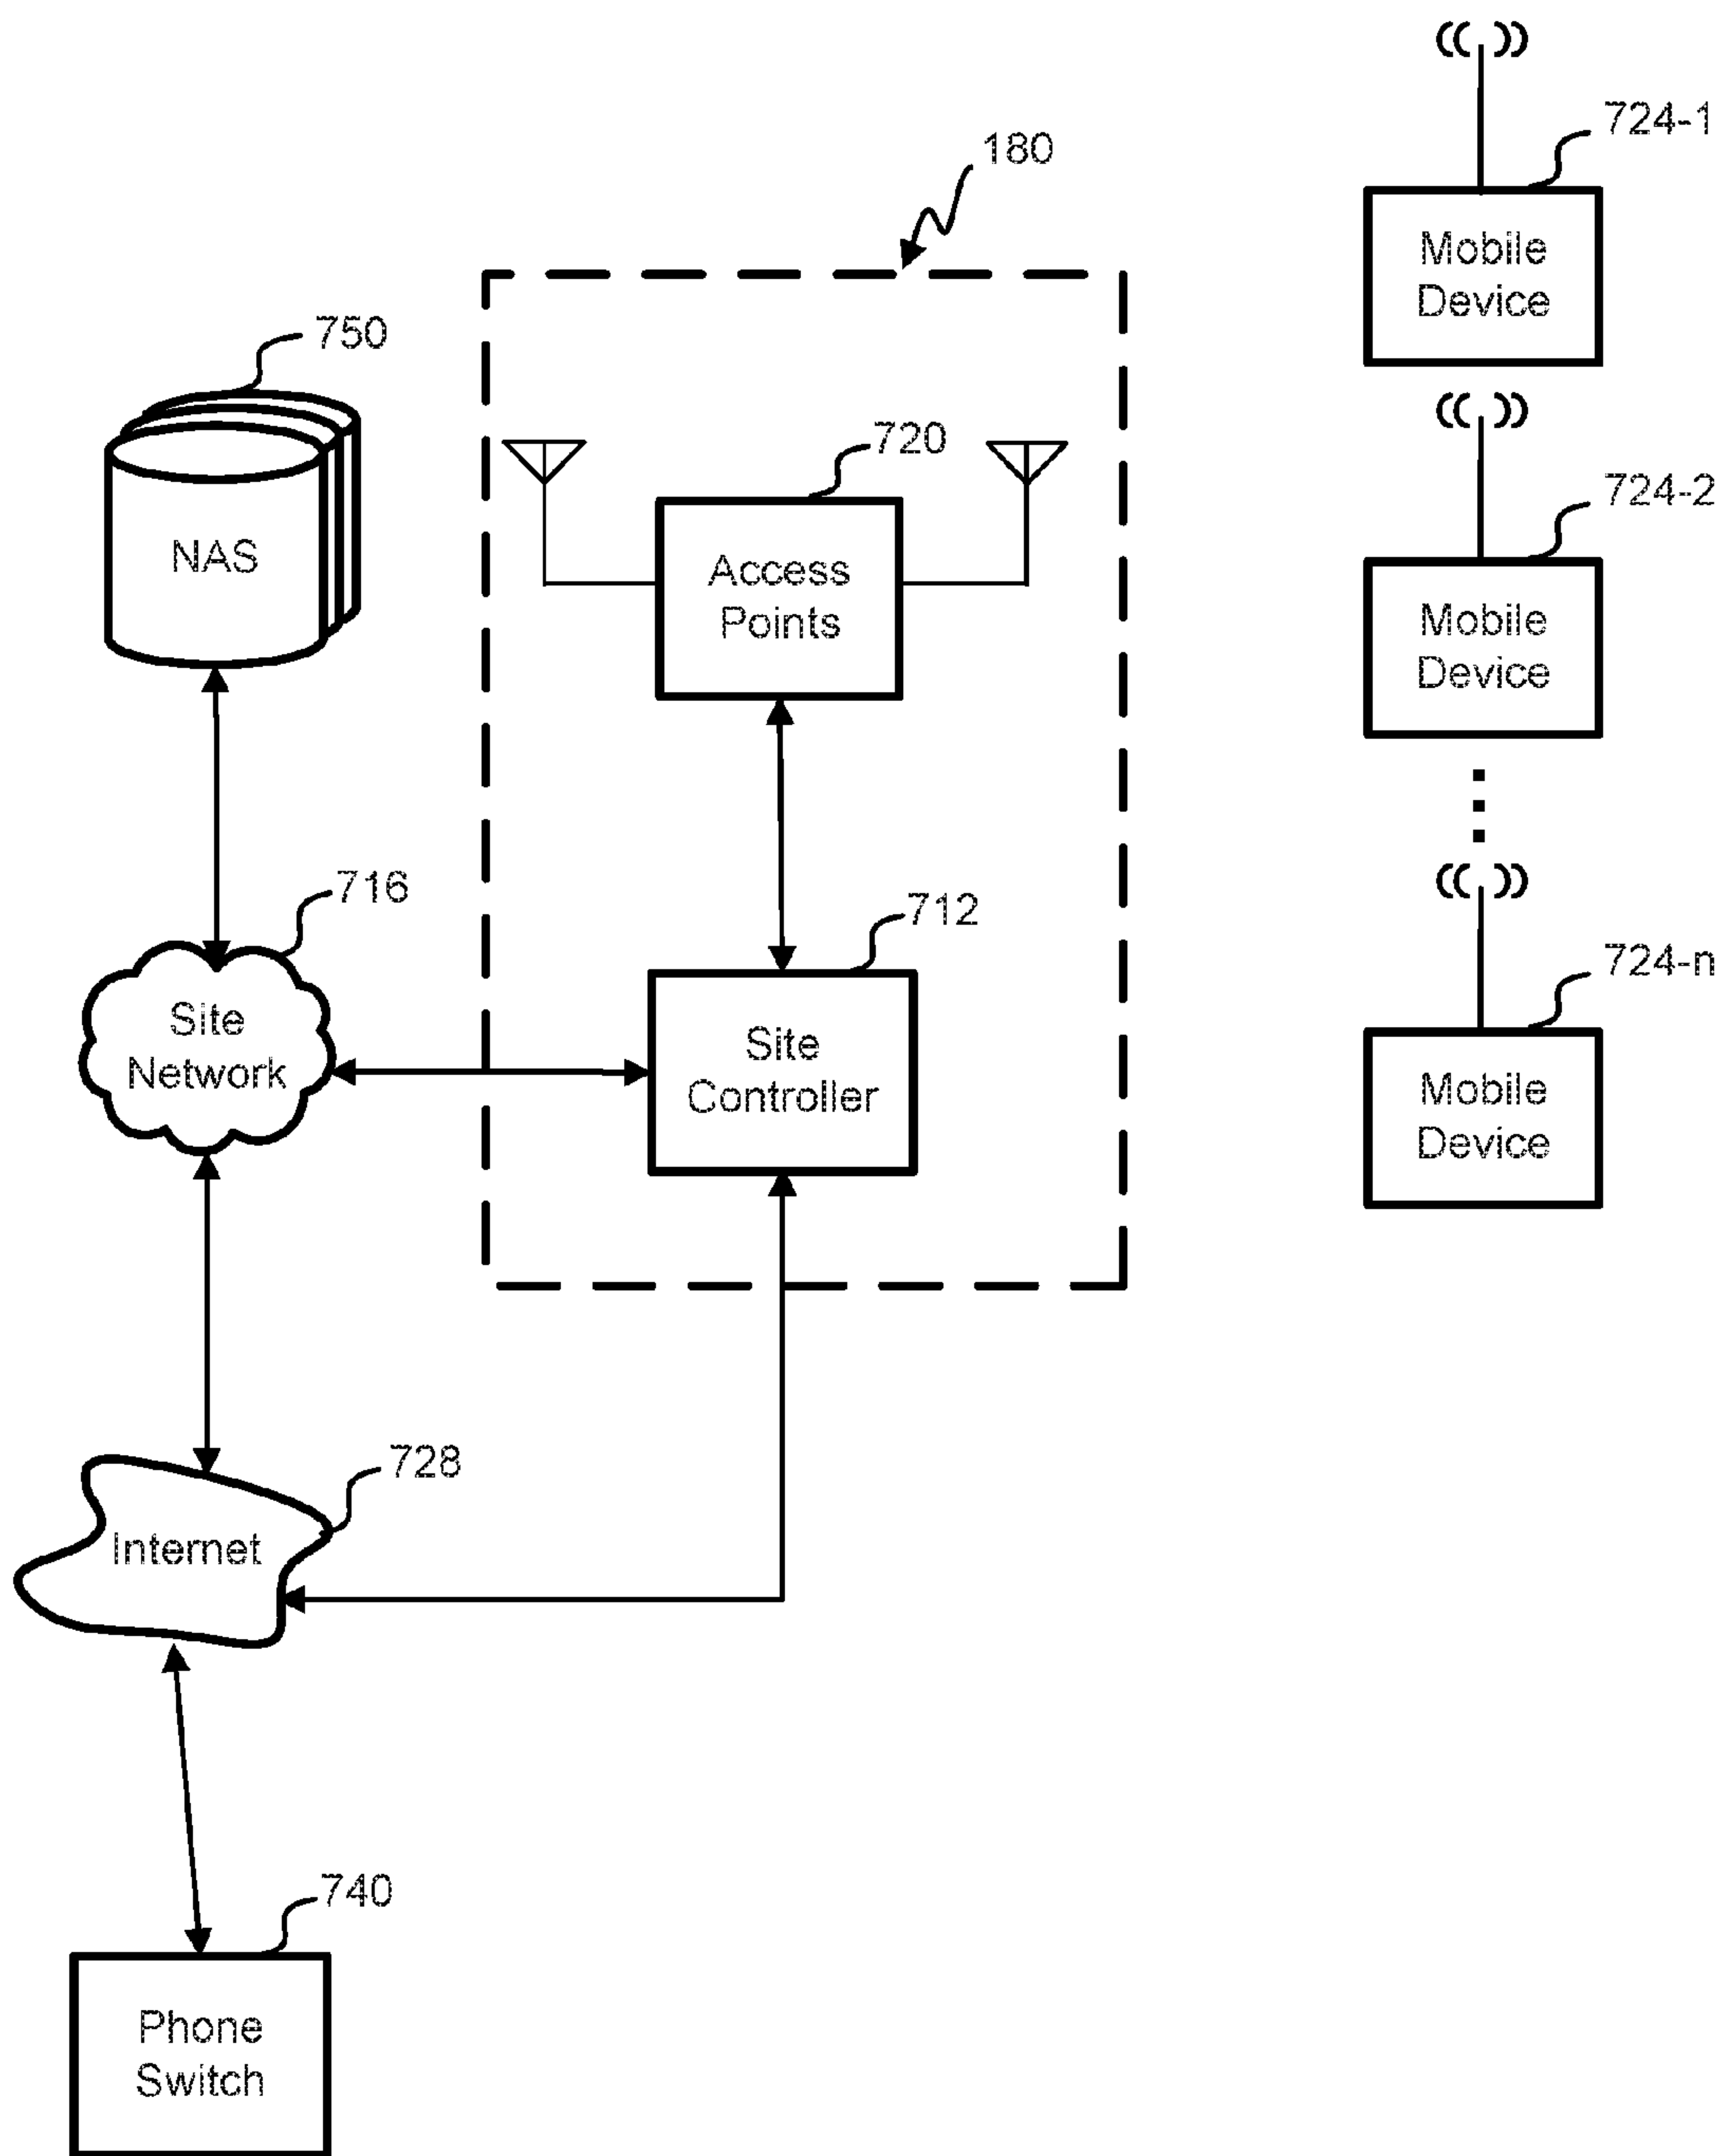 724-1
180
Mobile
Device
750
720
724-2
NAS
Access
Points
Mobile
Device
716
712
724-n
Site
Network
Site
Controller
Mobile
Device
728
Internet
740
Phone
Switch